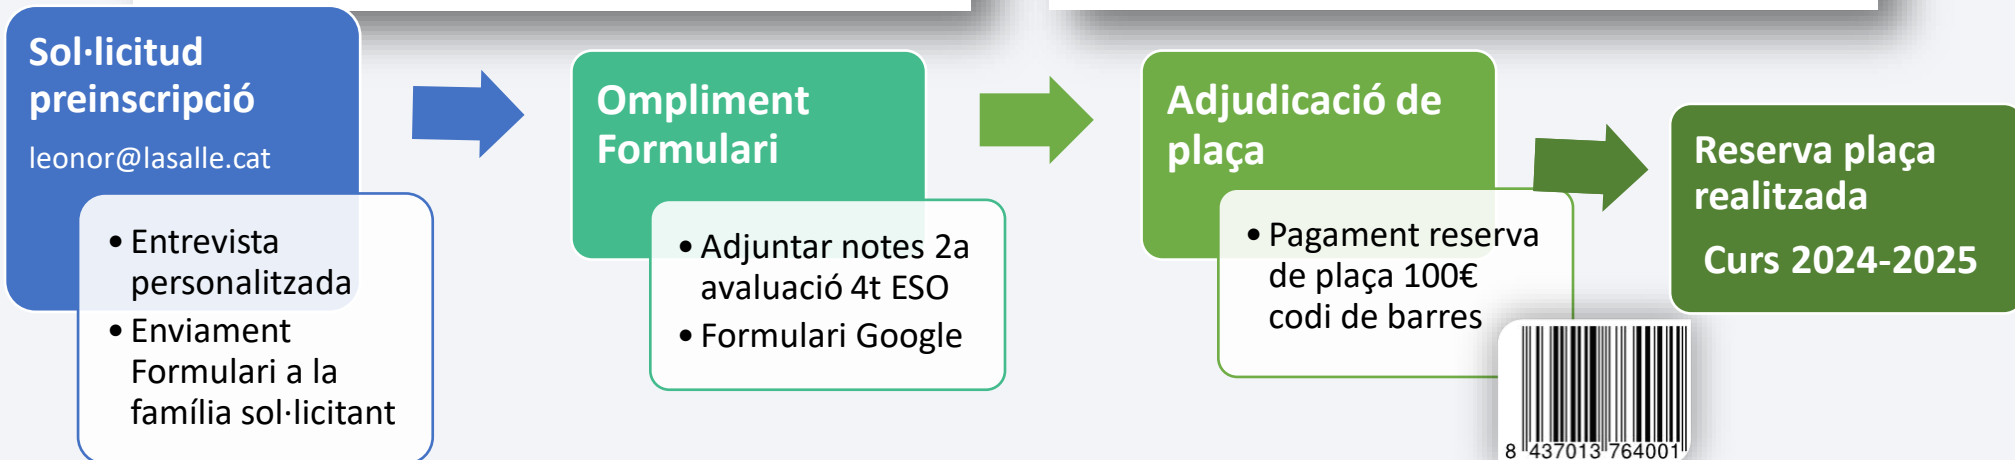 Sol·licitud
preinscripció
leonor@lasalle.cat
• Entrevista
personalitzada
• Enviament
Formulari a la
família sol·licitant
Ompliment
Formulari
• Adjuntar notes 2a
avaluació 4t ESO
• Formulari Google
Adjudicació de
plaça
• Pagament reserva
de plaça 100€
codi de barres
8 437013 764001
Reserva plaça
realitzada
Curs 2024-2025